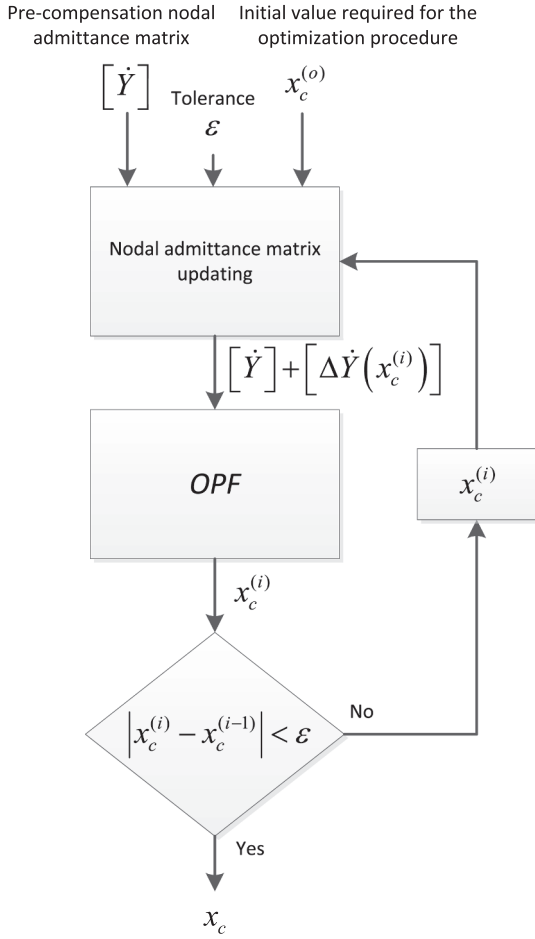 Pre-compensation nodal
admittance matrix
Initial value required for the
optimization procedure
[Ẏ]
Tolerance
ε
x_c^(o)
Nodal admittance matrix
updating
[Ẏ]+[ΔẎ(x_c^(i))]
OPF
x_c^(i)
x_c^(i)
|x_c^(i) − x_c^(i−1)| < ε
No
Yes
x_c